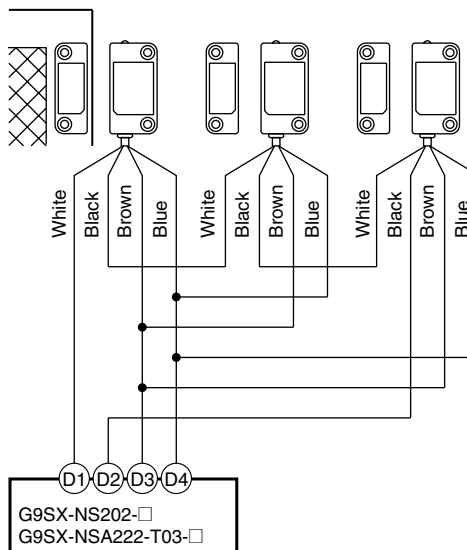 White
Black
Brown
Blue
White
Black
Brown
Blue
White
Black
Brown
Blue
D1
D2
D3
D4
G9SX-NS202-□
G9SX-NSA222-T03-□